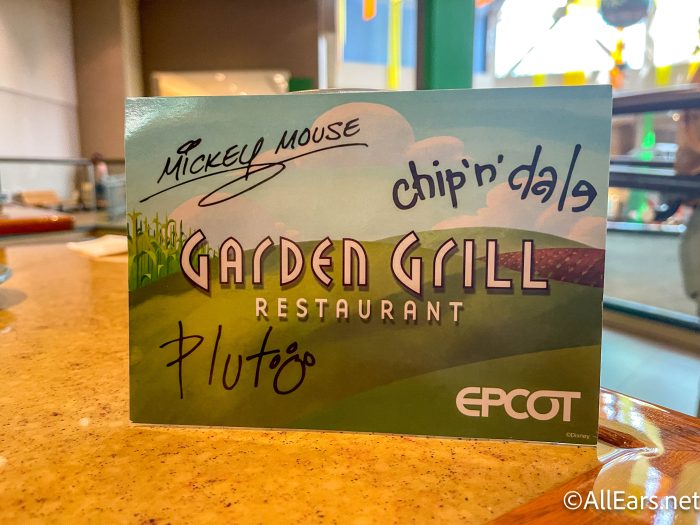 MICKEY MOUSE
chip 'n' dale
GARDEN GRILL
RESTAURANT
Pluto
EPCOT
©Disney
©AllEars.net